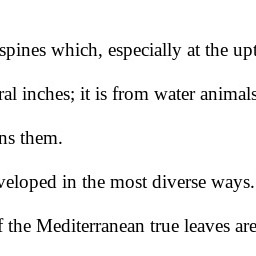 spines which, especially at the upt
ral inches; it is from water animals
ns them.
veloped in the most diverse ways.
f the Mediterranean true leaves are